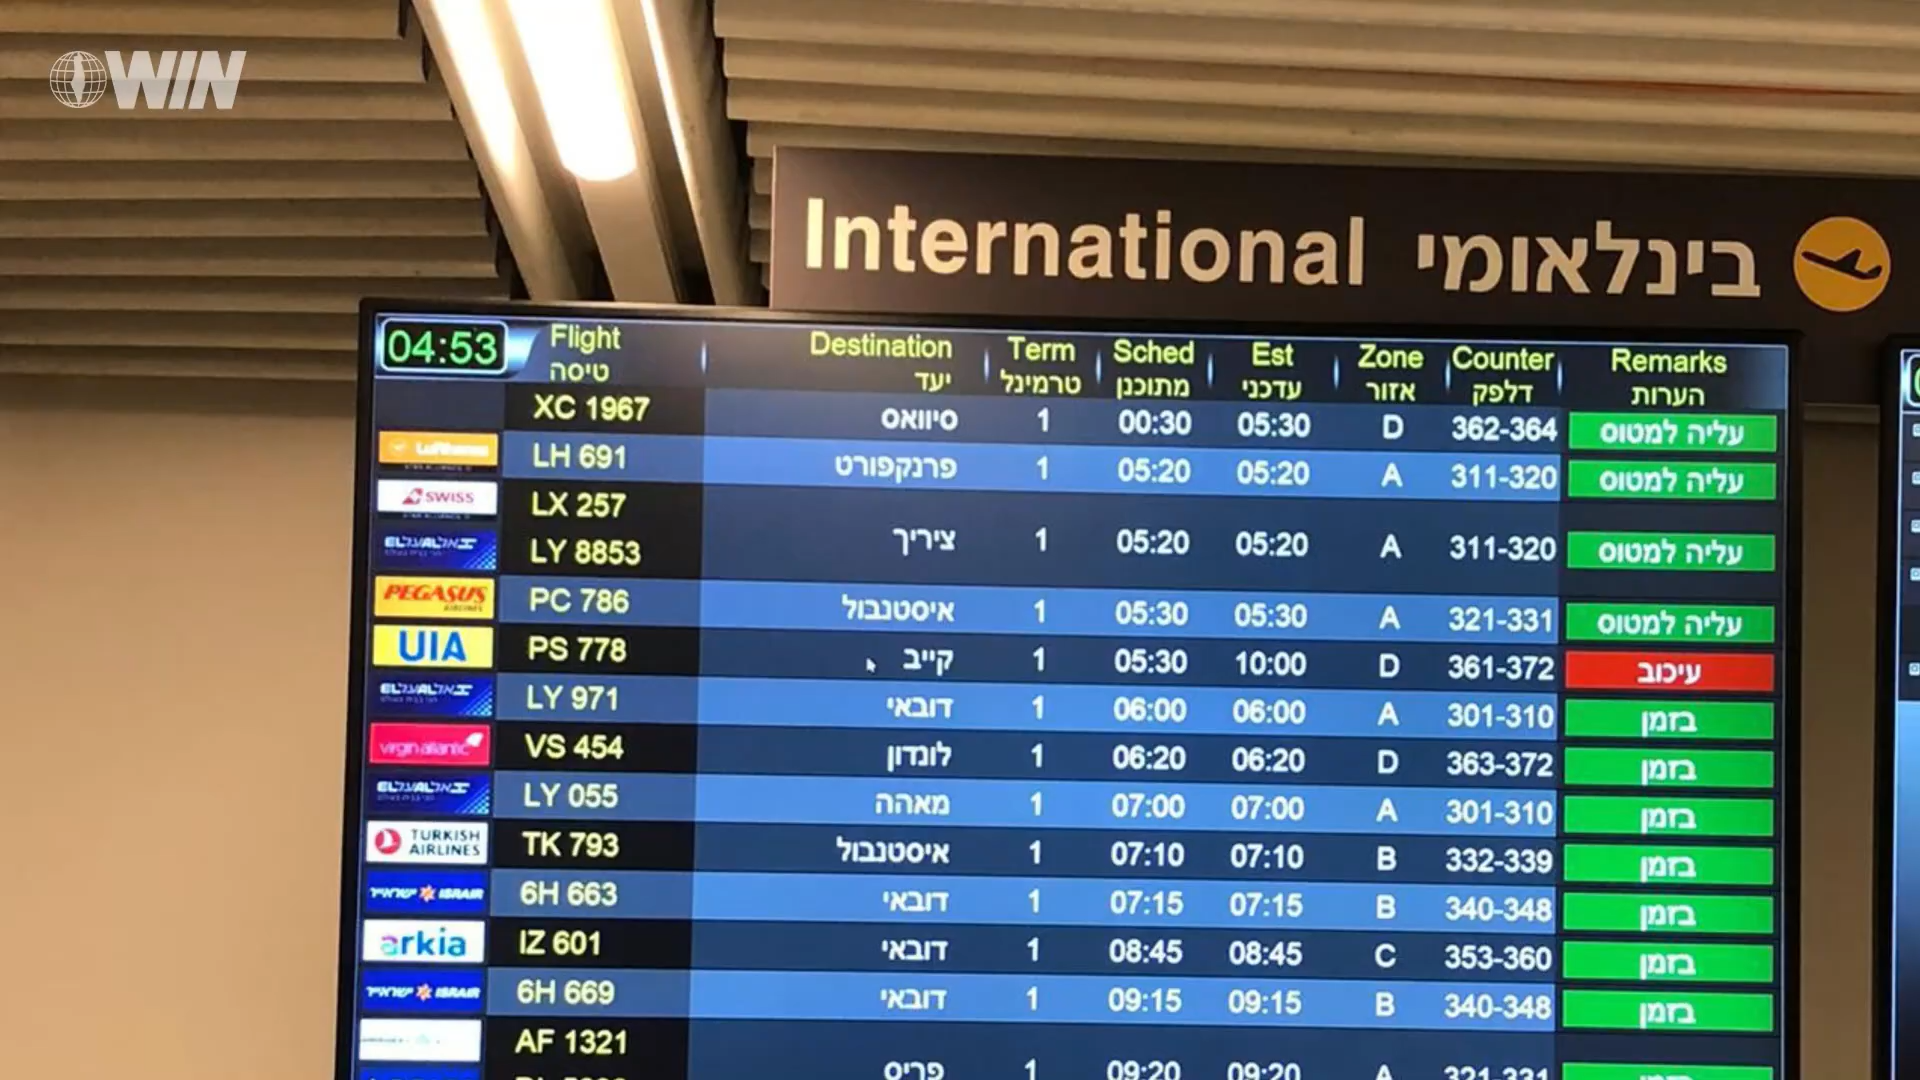 WIN
International בינלאומי
04:53 Flight Destination Term Sched Est Zone Counter Remarks
טיסה יעד טרמינל מתוכנן עדכני אזור דלפק הערות
XC 1967 סיוואס 1 00:30 05:30 D 362-364 עליה למטוס
Lufthansa LH 691 פרנקפורט 1 05:20 05:20 A 311-320 עליה למטוס
SWISS LX 257
ציריך 1 05:20 05:20 A 311-320 עליה למטוס
ELAL אלעל LY 8853
PEGASUS AIRLINES PC 786 איסטנבול 1 05:30 05:30 A 321-331 עליה למטוס
UIA PS 778 קייב 1 05:30 10:00 D 361-372 עיכוב
ELAL אלעל LY 971 דובאי 1 06:00 06:00 A 301-310 בזמן
virgin atlantic VS 454 לונדון 1 06:20 06:20 D 363-372 בזמן
ELAL אלעל LY 055 מאהה 1 07:00 07:00 A 301-310 בזמן
TURKISH AIRLINES TK 793 איסטנבול 1 07:10 07:10 B 332-339 בזמן
ישראייר ISRAIR 6H 663 דובאי 1 07:15 07:15 B 340-348 בזמן
arkia IZ 601 דובאי 1 08:45 08:45 C 353-360 בזמן
ישראייר ISRAIR 6H 669 דובאי 1 09:15 09:15 B 340-348 בזמן
AF 1321
פריס 1 09:20 09:20 A 321-331